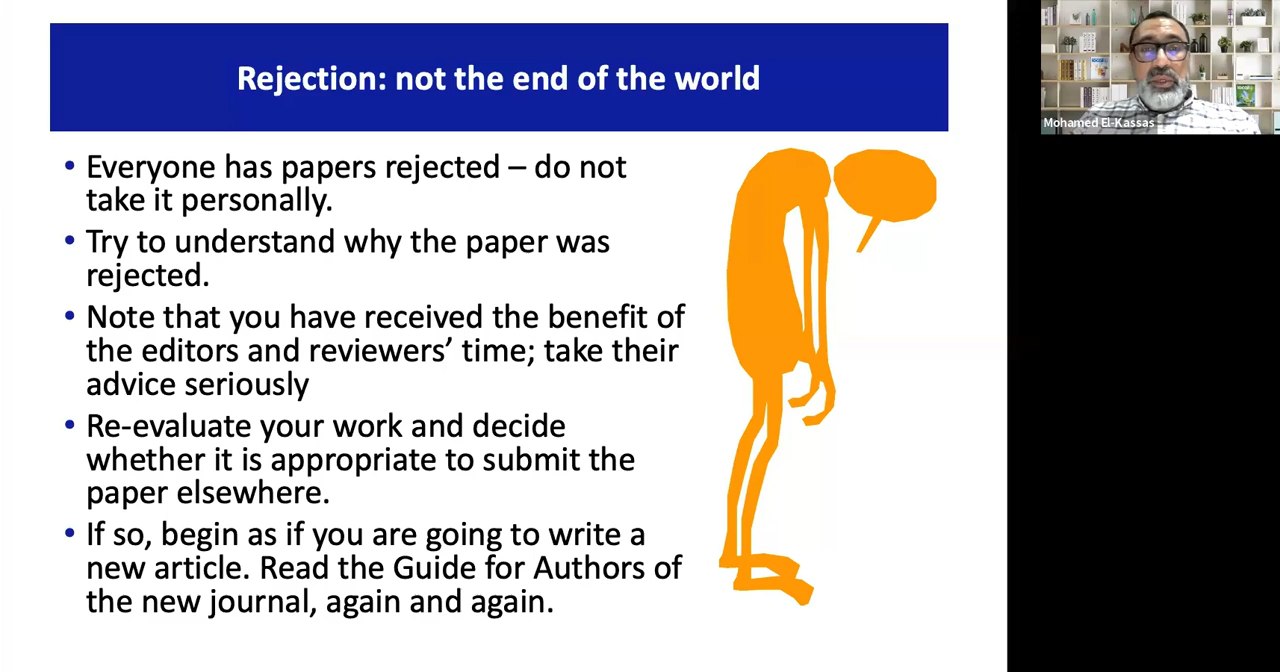 Rejection: not the end of the world
• Everyone has papers rejected – do not
take it personally.
• Try to understand why the paper was
rejected.
• Note that you have received the benefit of
the editors and reviewers’ time; take their
advice seriously
• Re-evaluate your work and decide
whether it is appropriate to submit the
paper elsewhere.
• If so, begin as if you are going to write a
new article. Read the Guide for Authors of
the new journal, again and again.
Mohamed El-Kassas